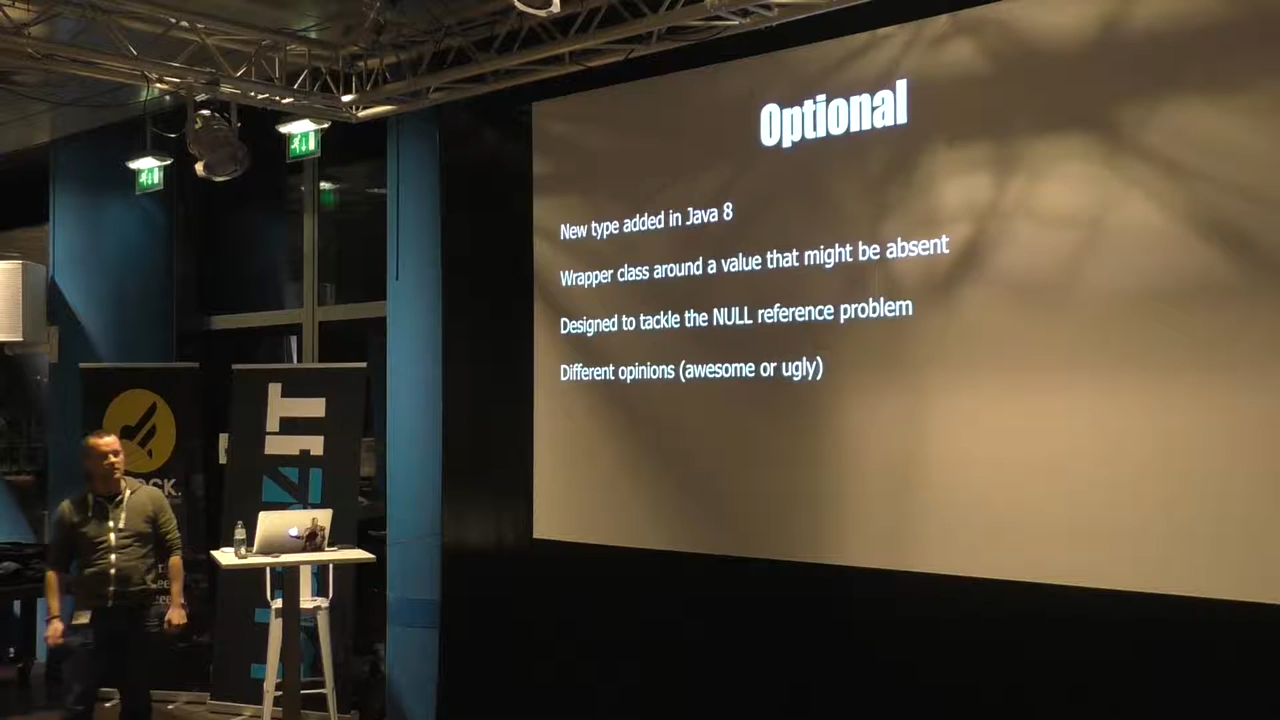 Optional
New type added in Java 8
Wrapper class around a value that might be absent
Designed to tackle the NULL reference problem
Different opinions (awesome or ugly)
IT